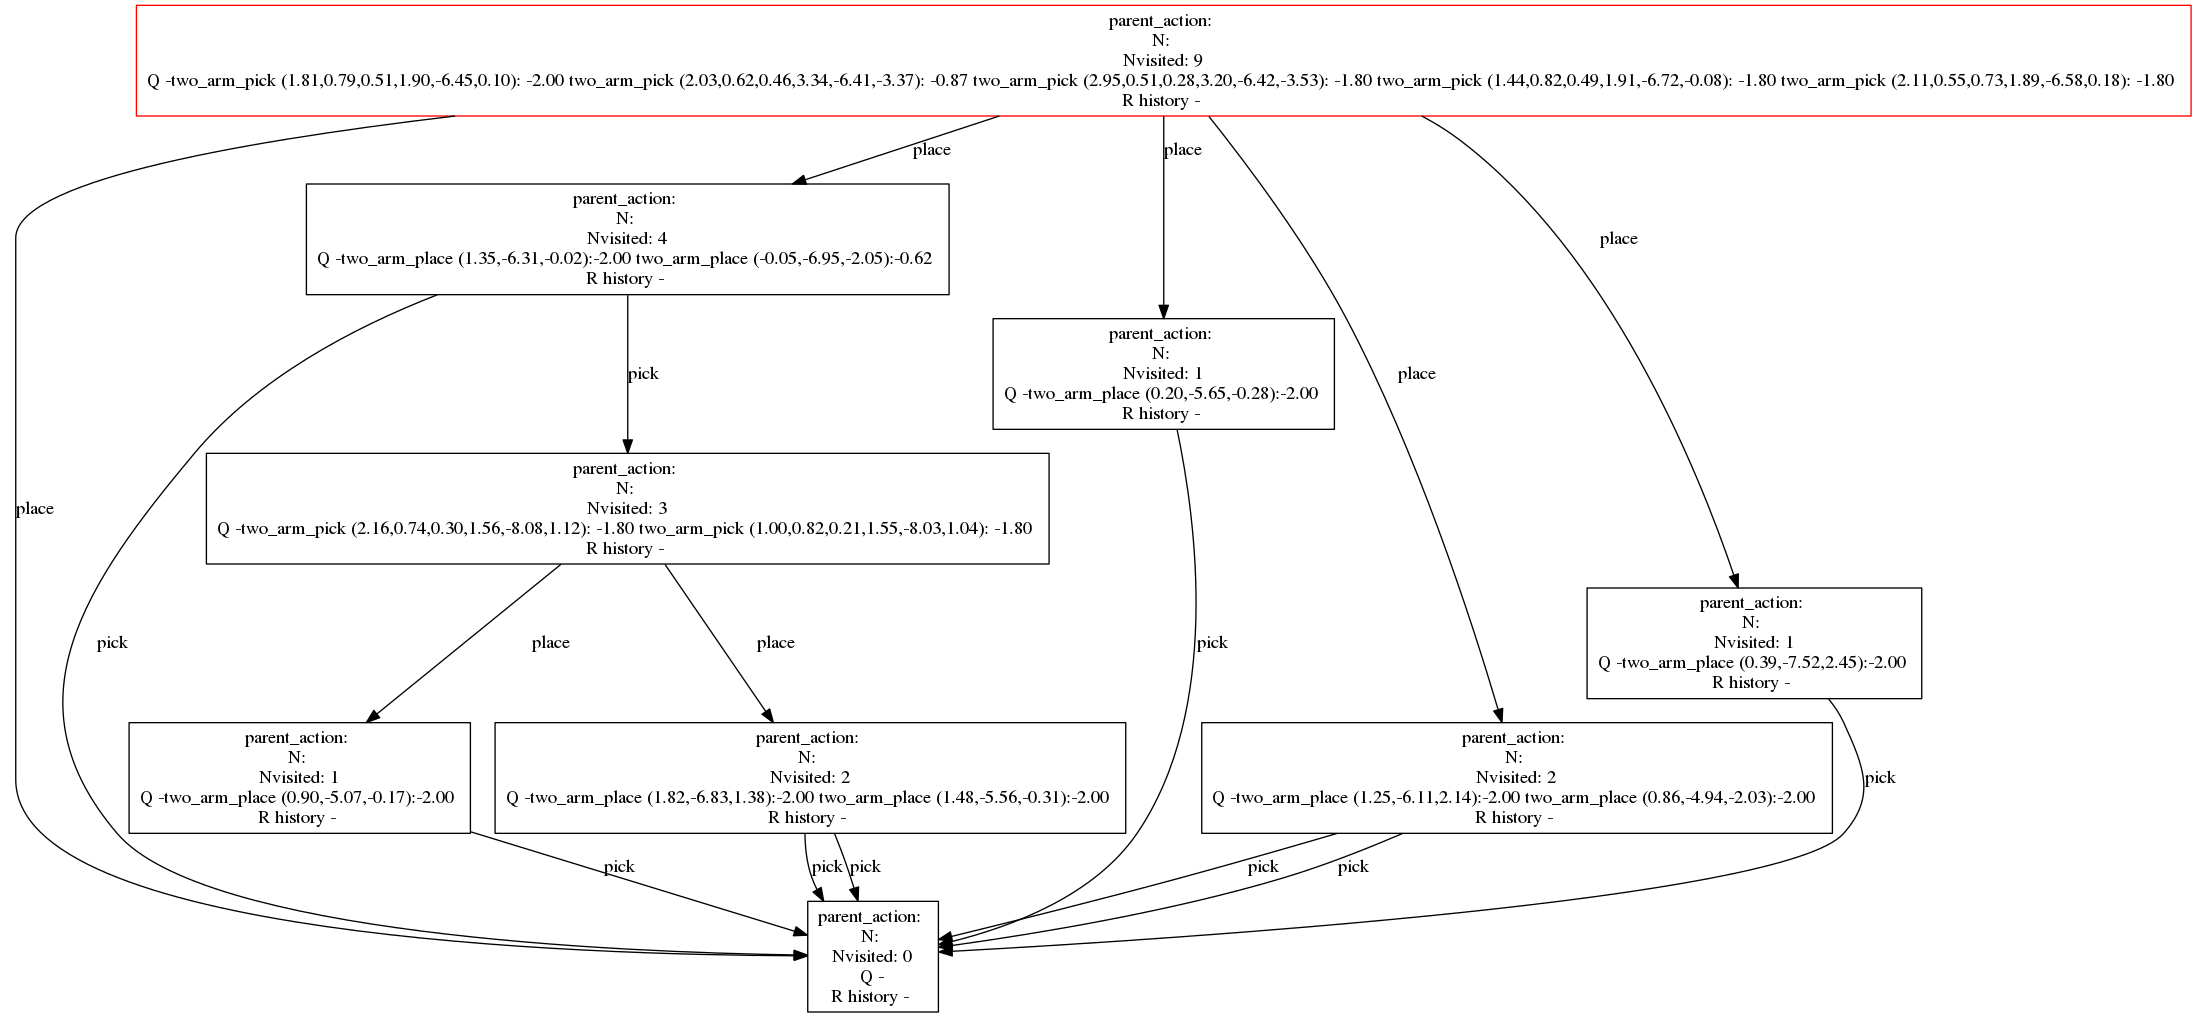 parent_action:
N:
Nvisited: 9
Q -two_arm_pick (1.81,0.79,0.51,1.90,-6.45,0.10): -2.00 two_arm_pick (2.03,0.62,0.46,3.34,-6.41,-3.37): -0.87 two_arm_pick (2.95,0.51,0.28,3.20,-6.42,-3.53): -1.80 two_arm_pick (1.44,0.82,0.49,1.91,-6.72,-0.08): -1.80 two_arm_pick (2.11,0.55,0.73,1.89,-6.58,0.18): -1.80
R history -
place
place
place
parent_action:
N:
Nvisited: 4
Q -two_arm_place (1.35,-6.31,-0.02):-2.00 two_arm_place (-0.05,-6.95,-2.05):-0.62
R history -
parent_action:
N:
Nvisited: 1
Q -two_arm_place (0.20,-5.65,-0.28):-2.00
R history -
pick
place
parent_action:
N:
Nvisited: 3
Q -two_arm_pick (2.16,0.74,0.30,1.56,-8.08,1.12): -1.80 two_arm_pick (1.00,0.82,0.21,1.55,-8.03,1.04): -1.80
R history -
place
parent_action:
N:
Nvisited: 1
Q -two_arm_place (0.39,-7.52,2.45):-2.00
R history -
pick
place
place
pick
parent_action:
N:
Nvisited: 1
Q -two_arm_place (0.90,-5.07,-0.17):-2.00
R history -
parent_action:
N:
Nvisited: 2
Q -two_arm_place (1.82,-6.83,1.38):-2.00 two_arm_place (1.48,-5.56,-0.31):-2.00
R history -
parent_action:
N:
Nvisited: 2
Q -two_arm_place (1.25,-6.11,2.14):-2.00 two_arm_place (0.86,-4.94,-2.03):-2.00
R history -
pick
pick
pick
pick
pick
pick
parent_action:
N:
Nvisited: 0
Q -
R history -